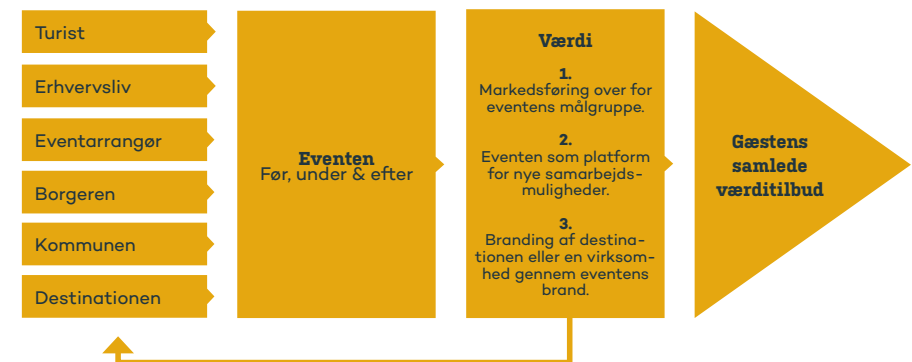 Turist
Erhvervsliv
Eventarrangør
Borgeren
Kommunen
Destinationen
Eventen
Før, under & efter
Værdi
1.
Markedsføring over for
eventens målgruppe.
2.
Eventen som platform
for nye samarbejds-
muligheder.
3.
Branding af destina-
tionen eller en virksom-
hed gennem eventens
brand.
Gæstens
samlede
værditilbud